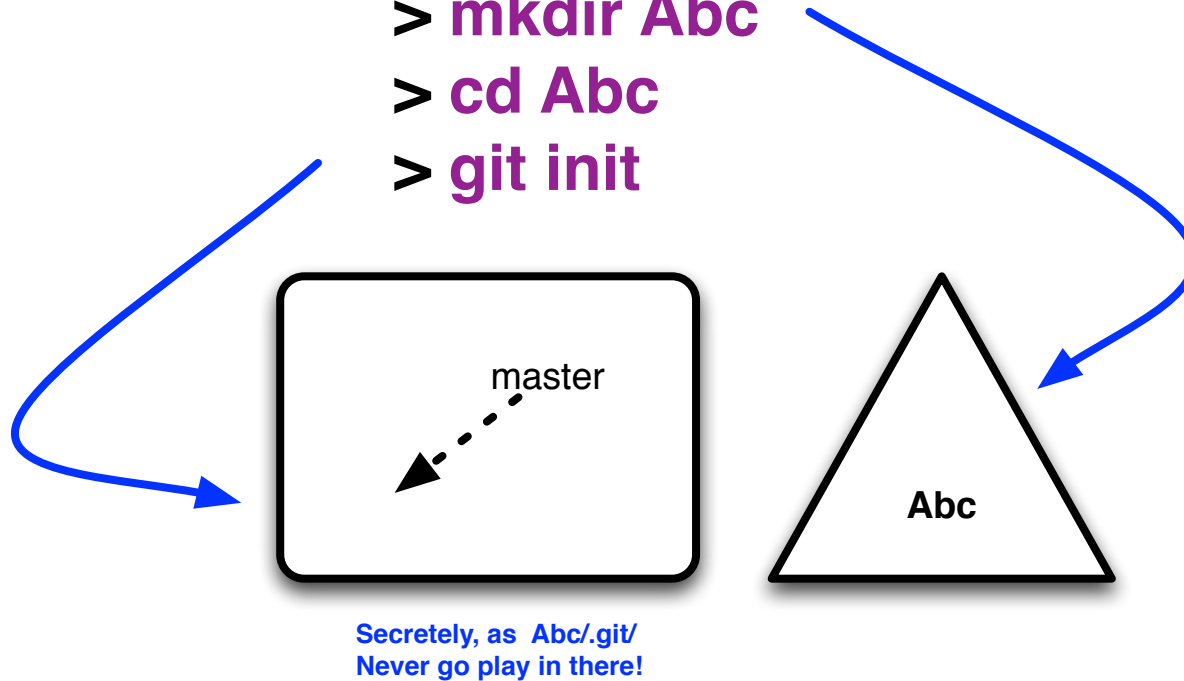 > mkdir Abc
> cd Abc
> git init
master
Abc
Secretely, as Abc/.git/
Never go play in there!